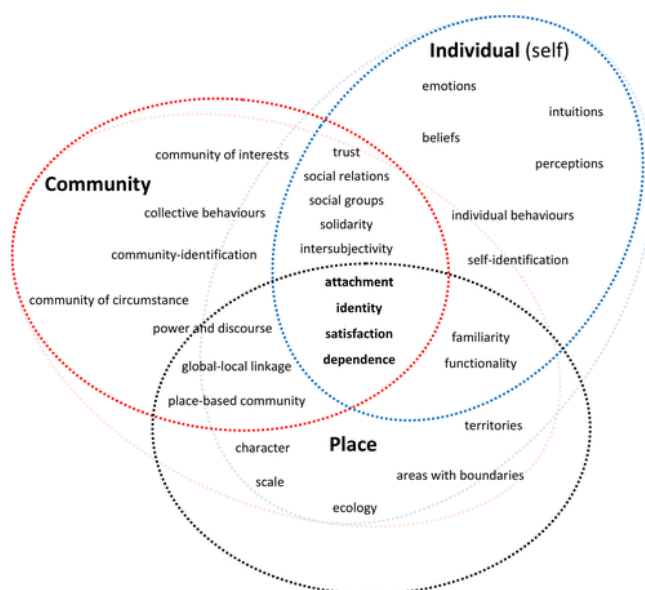 Individual (self)
emotions
intuitions
beliefs
perceptions
community of interests
trust
Community
social relations
social groups
collective behaviours
individual behaviours
solidarity
intersubjectivity
community-identification
self-identification
attachment
community of circumstance
identity
power and discourse
satisfaction
familiarity
dependence
global-local linkage
functionality
place-based community
territories
character
Place
scale
areas with boundaries
ecology